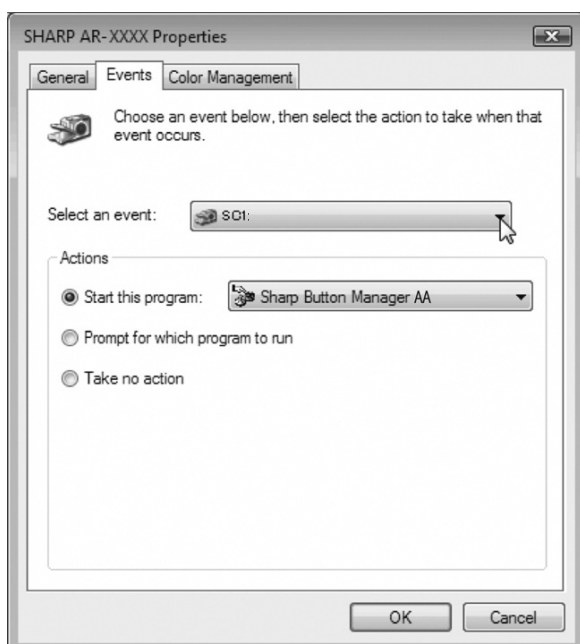 SHARP AR-XXXX Properties
General Events Color Management
Choose an event below, then select the action to take when that
event occurs.
Select an event: SC1:
Actions
Start this program: Sharp Button Manager AA
Prompt for which program to run
Take no action
OK Cancel